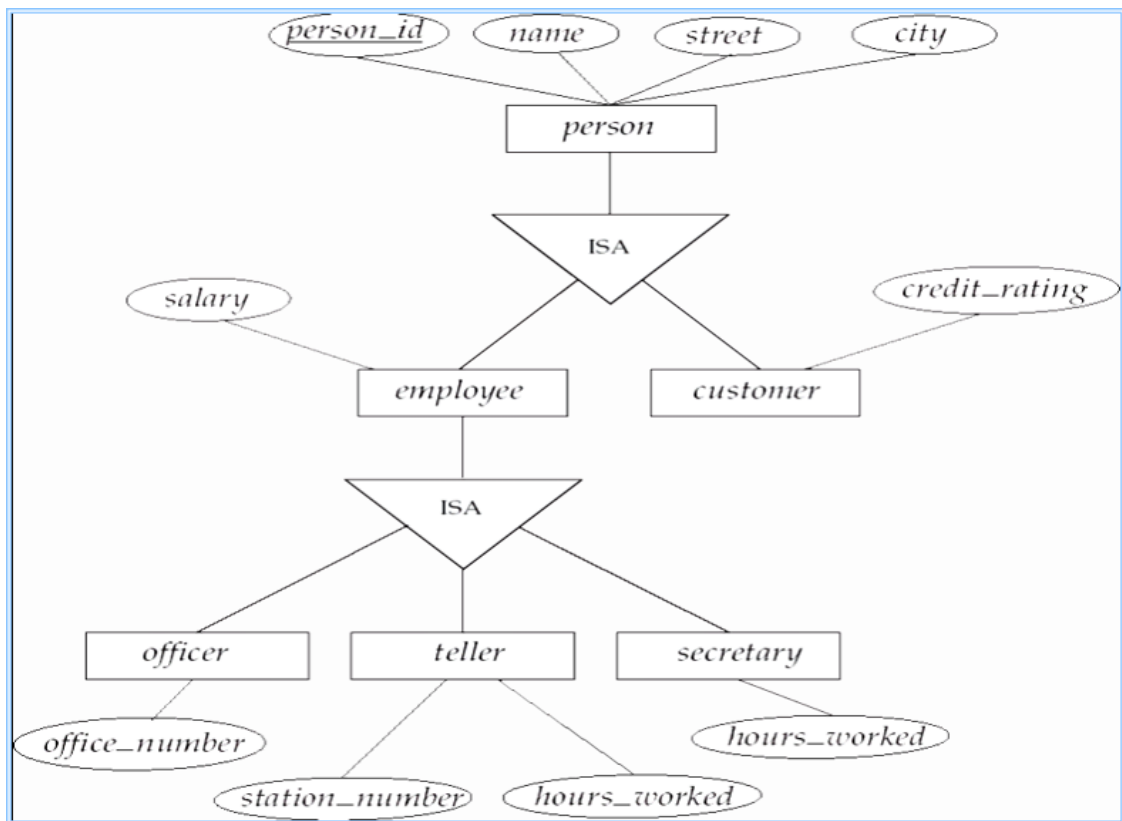 person_id
name
street
city
person
ISA
salary
credit_rating
employee
customer
ISA
officer
teller
secretary
office_number
hours_worked
station_number
hours_worked